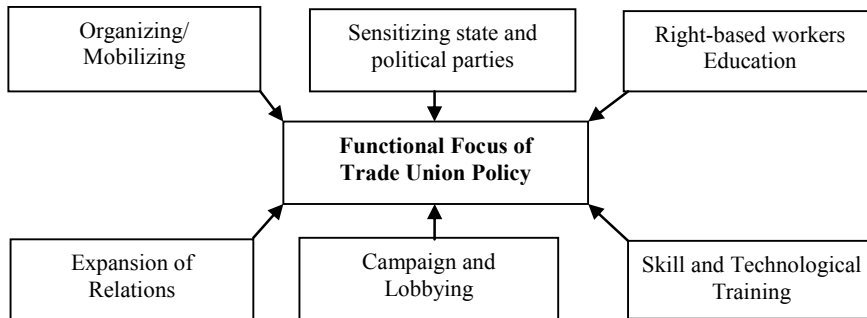 Organizing/
Mobilizing
Sensitizing state and
political parties
Right-based workers
Education
Functional Focus of
Trade Union Policy
Expansion of
Relations
Campaign and
Lobbying
Skill and Technological
Training